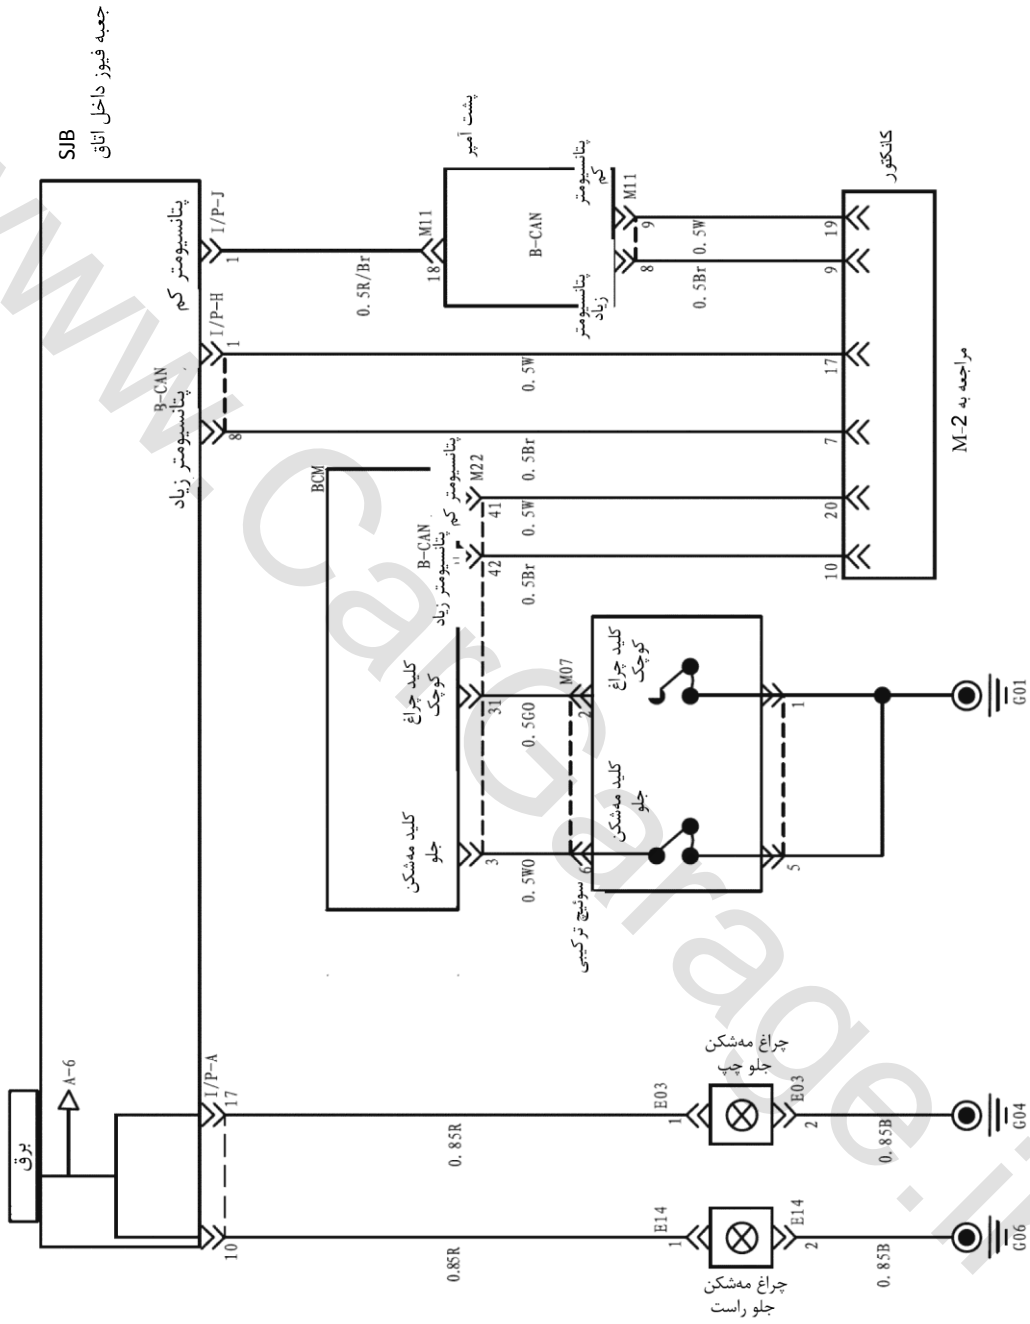 SJB
جعبه فیوز داخل اتاق
برق
A-6
پتانسیومتر کم
B-CAN
پتانسیومتر زیاد
I/P-J
1
I/P-H
1
8
I/P-A
17
10
0.5R/Br
پشت آمپر
M11
18
B-CAN
پتانسیومتر کم
پتانسیومتر زیاد
M11
9
8
0.5W
0.5Br
0.5W
0.5Br
BCM
M22
پتانسیومتر کم
B-CAN
پتانسیومتر زیاد
41
42
0.5W
0.5Br
کلید چراغ کوچک
کلید مه‌شکن جلو
31
3
0.5GO
0.5WO
M07
2
6
سوئیچ ترکیبی
کلید چراغ کوچک
کلید مه‌شکن جلو
1
5
G01
کانکتور
19
9
17
7
20
10
مراجعه به M-2
0.85R
0.85R
E03
1
چراغ مه‌شکن جلو چپ
E03
2
0.85B
G04
E14
1
چراغ مه‌شکن جلو راست
E14
2
0.85B
G06
www.CarGarage.ir